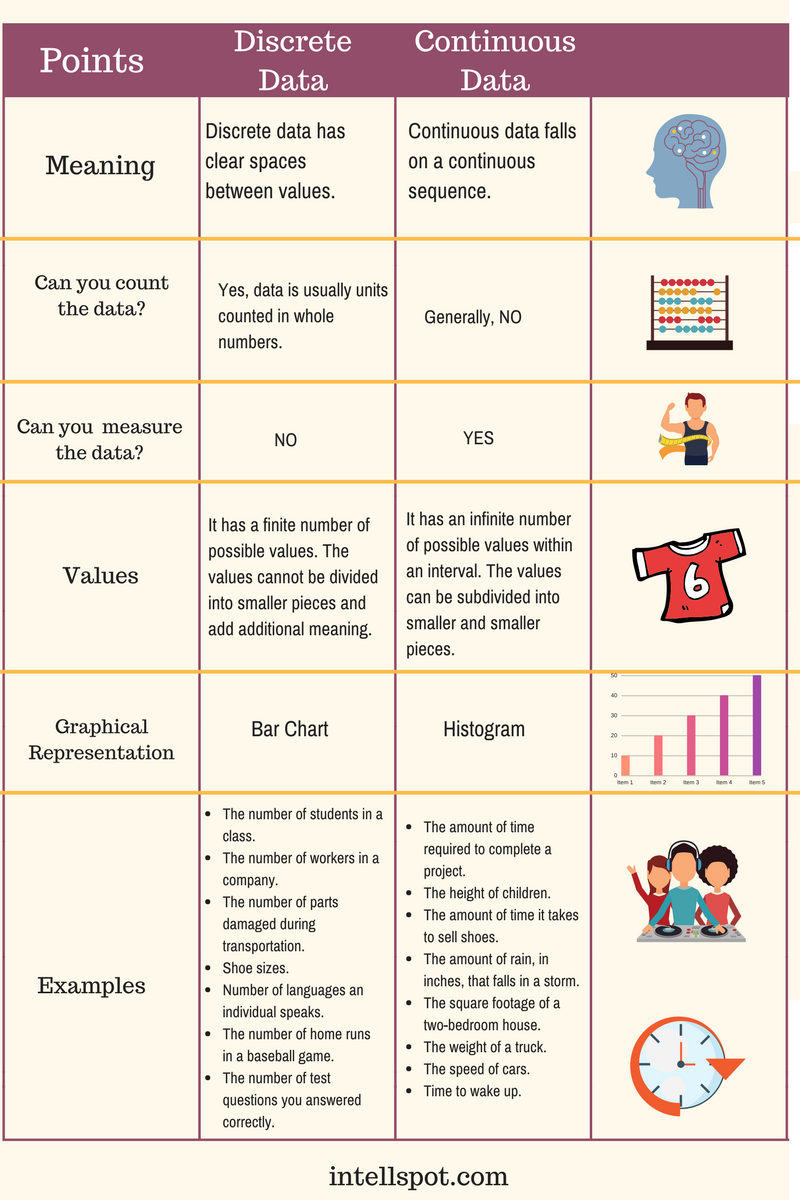 Points
Discrete
Data
Continuous
Data
Meaning
Discrete data has
clear spaces
between values.
Continuous data falls
on a continuous
sequence.
Can you count
the data?
Yes, data is usually units
counted in whole
numbers.
Generally, NO
Can you measure
the data?
NO
YES
Values
It has a finite number of
possible values. The
values cannot be divided
into smaller pieces and
add additional meaning.
It has an infinite number
of possible values within
an interval. The values
can be subdivided into
smaller and smaller
pieces.
6
Graphical
Representation
Bar Chart
Histogram
50
40
30
20
10
0
Item 1 Item 2 Item 3 Item 4 Item 5
Examples
• The number of students in a
class.
• The number of workers in a
company.
• The number of parts
damaged during
transportation.
• Shoe sizes.
• Number of languages an
individual speaks.
• The number of home runs
in a baseball game.
• The number of test
questions you answered
correctly.
• The amount of time
required to complete a
project.
• The height of children.
• The amount of time it takes
to sell shoes.
• The amount of rain, in
inches, that falls in a storm.
• The square footage of a
two-bedroom house.
• The weight of a truck.
• The speed of cars.
• Time to wake up.
intellspot.com